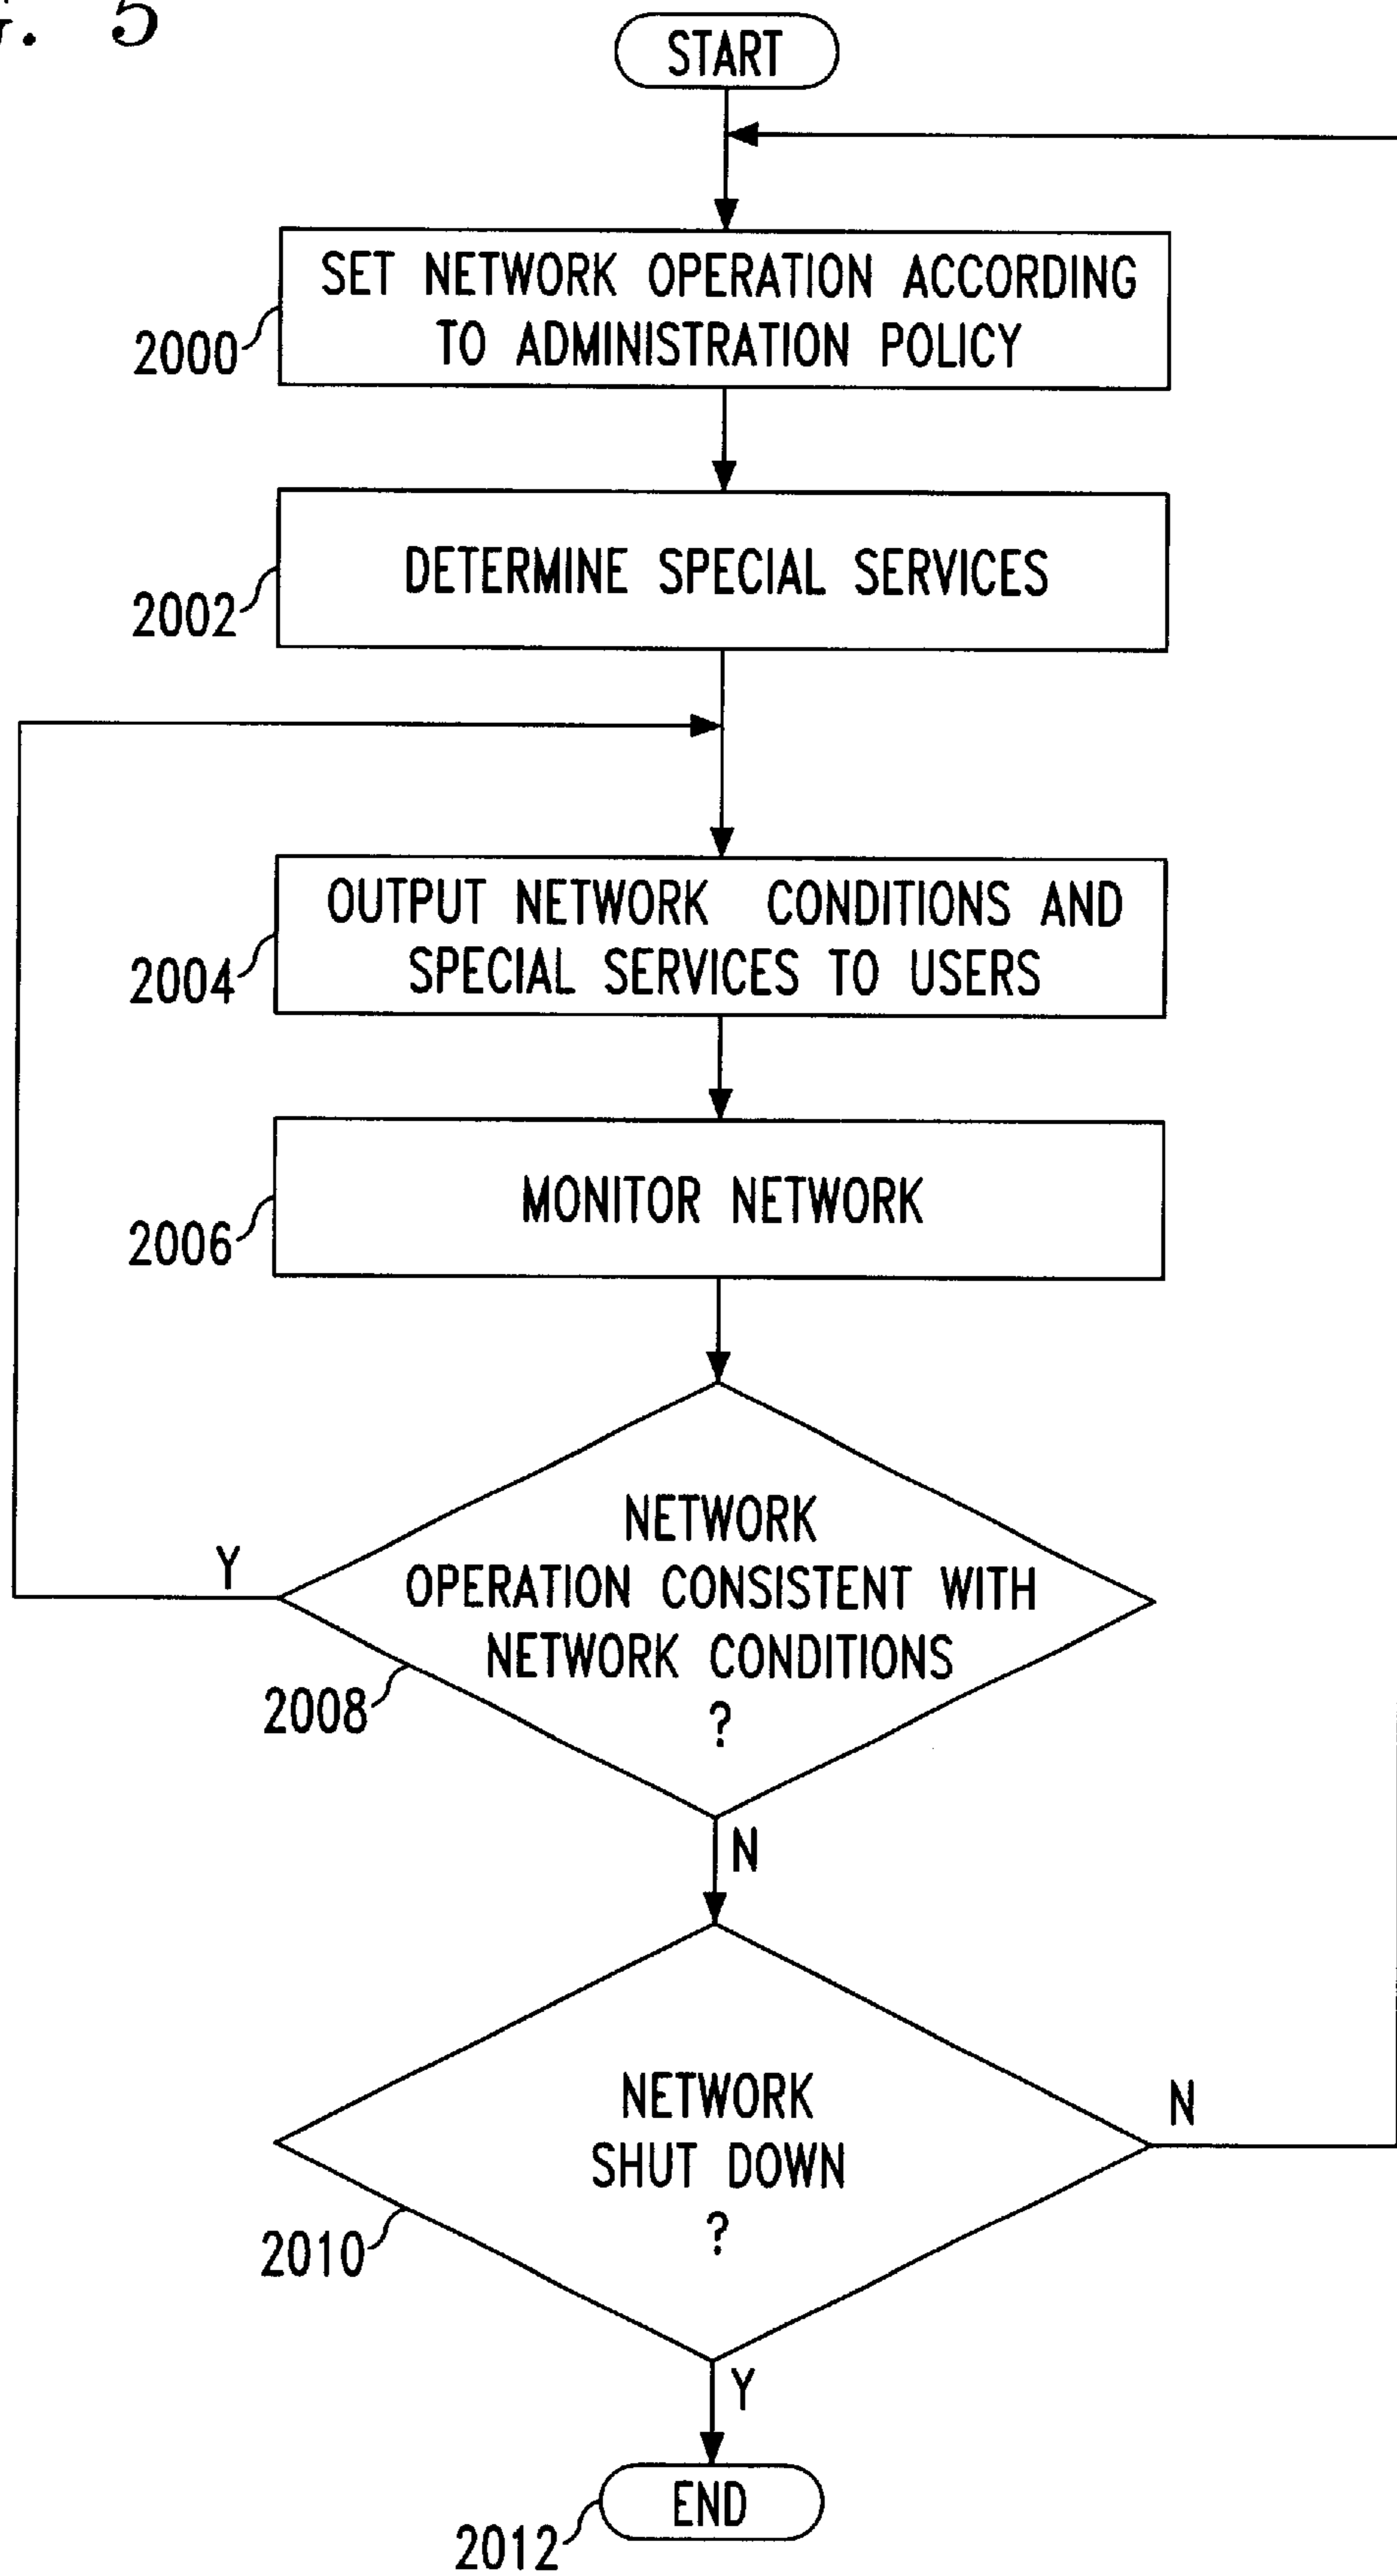 5
START
SET NETWORK OPERATION ACCORDING
TO ADMINISTRATION POLICY
2000
DETERMINE SPECIAL SERVICES
2002
OUTPUT NETWORK CONDITIONS AND
SPECIAL SERVICES TO USERS
2004
MONITOR NETWORK
2006
NETWORK
OPERATION CONSISTENT WITH
NETWORK CONDITIONS
?
Y
2008
N
NETWORK
SHUT DOWN
?
N
2010
Y
END
2012